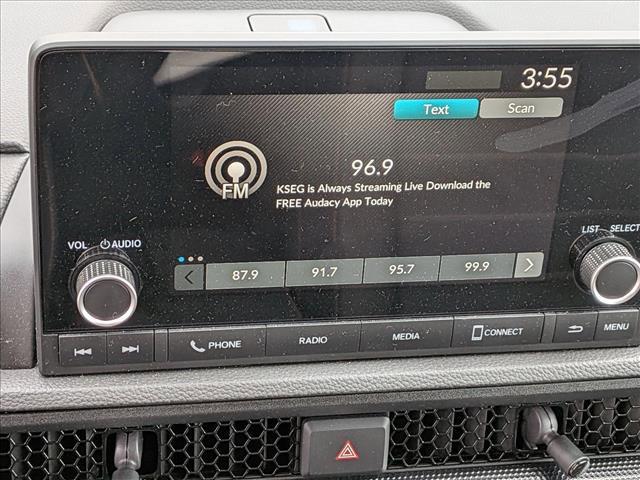 3:55
Text Scan
FM
96.9
KSEG is Always Streaming Live Download the
FREE Audacy App Today
VOL AUDIO
LIST SELECT
87.9 91.7 95.7 99.9
PHONE RADIO MEDIA CONNECT MENU